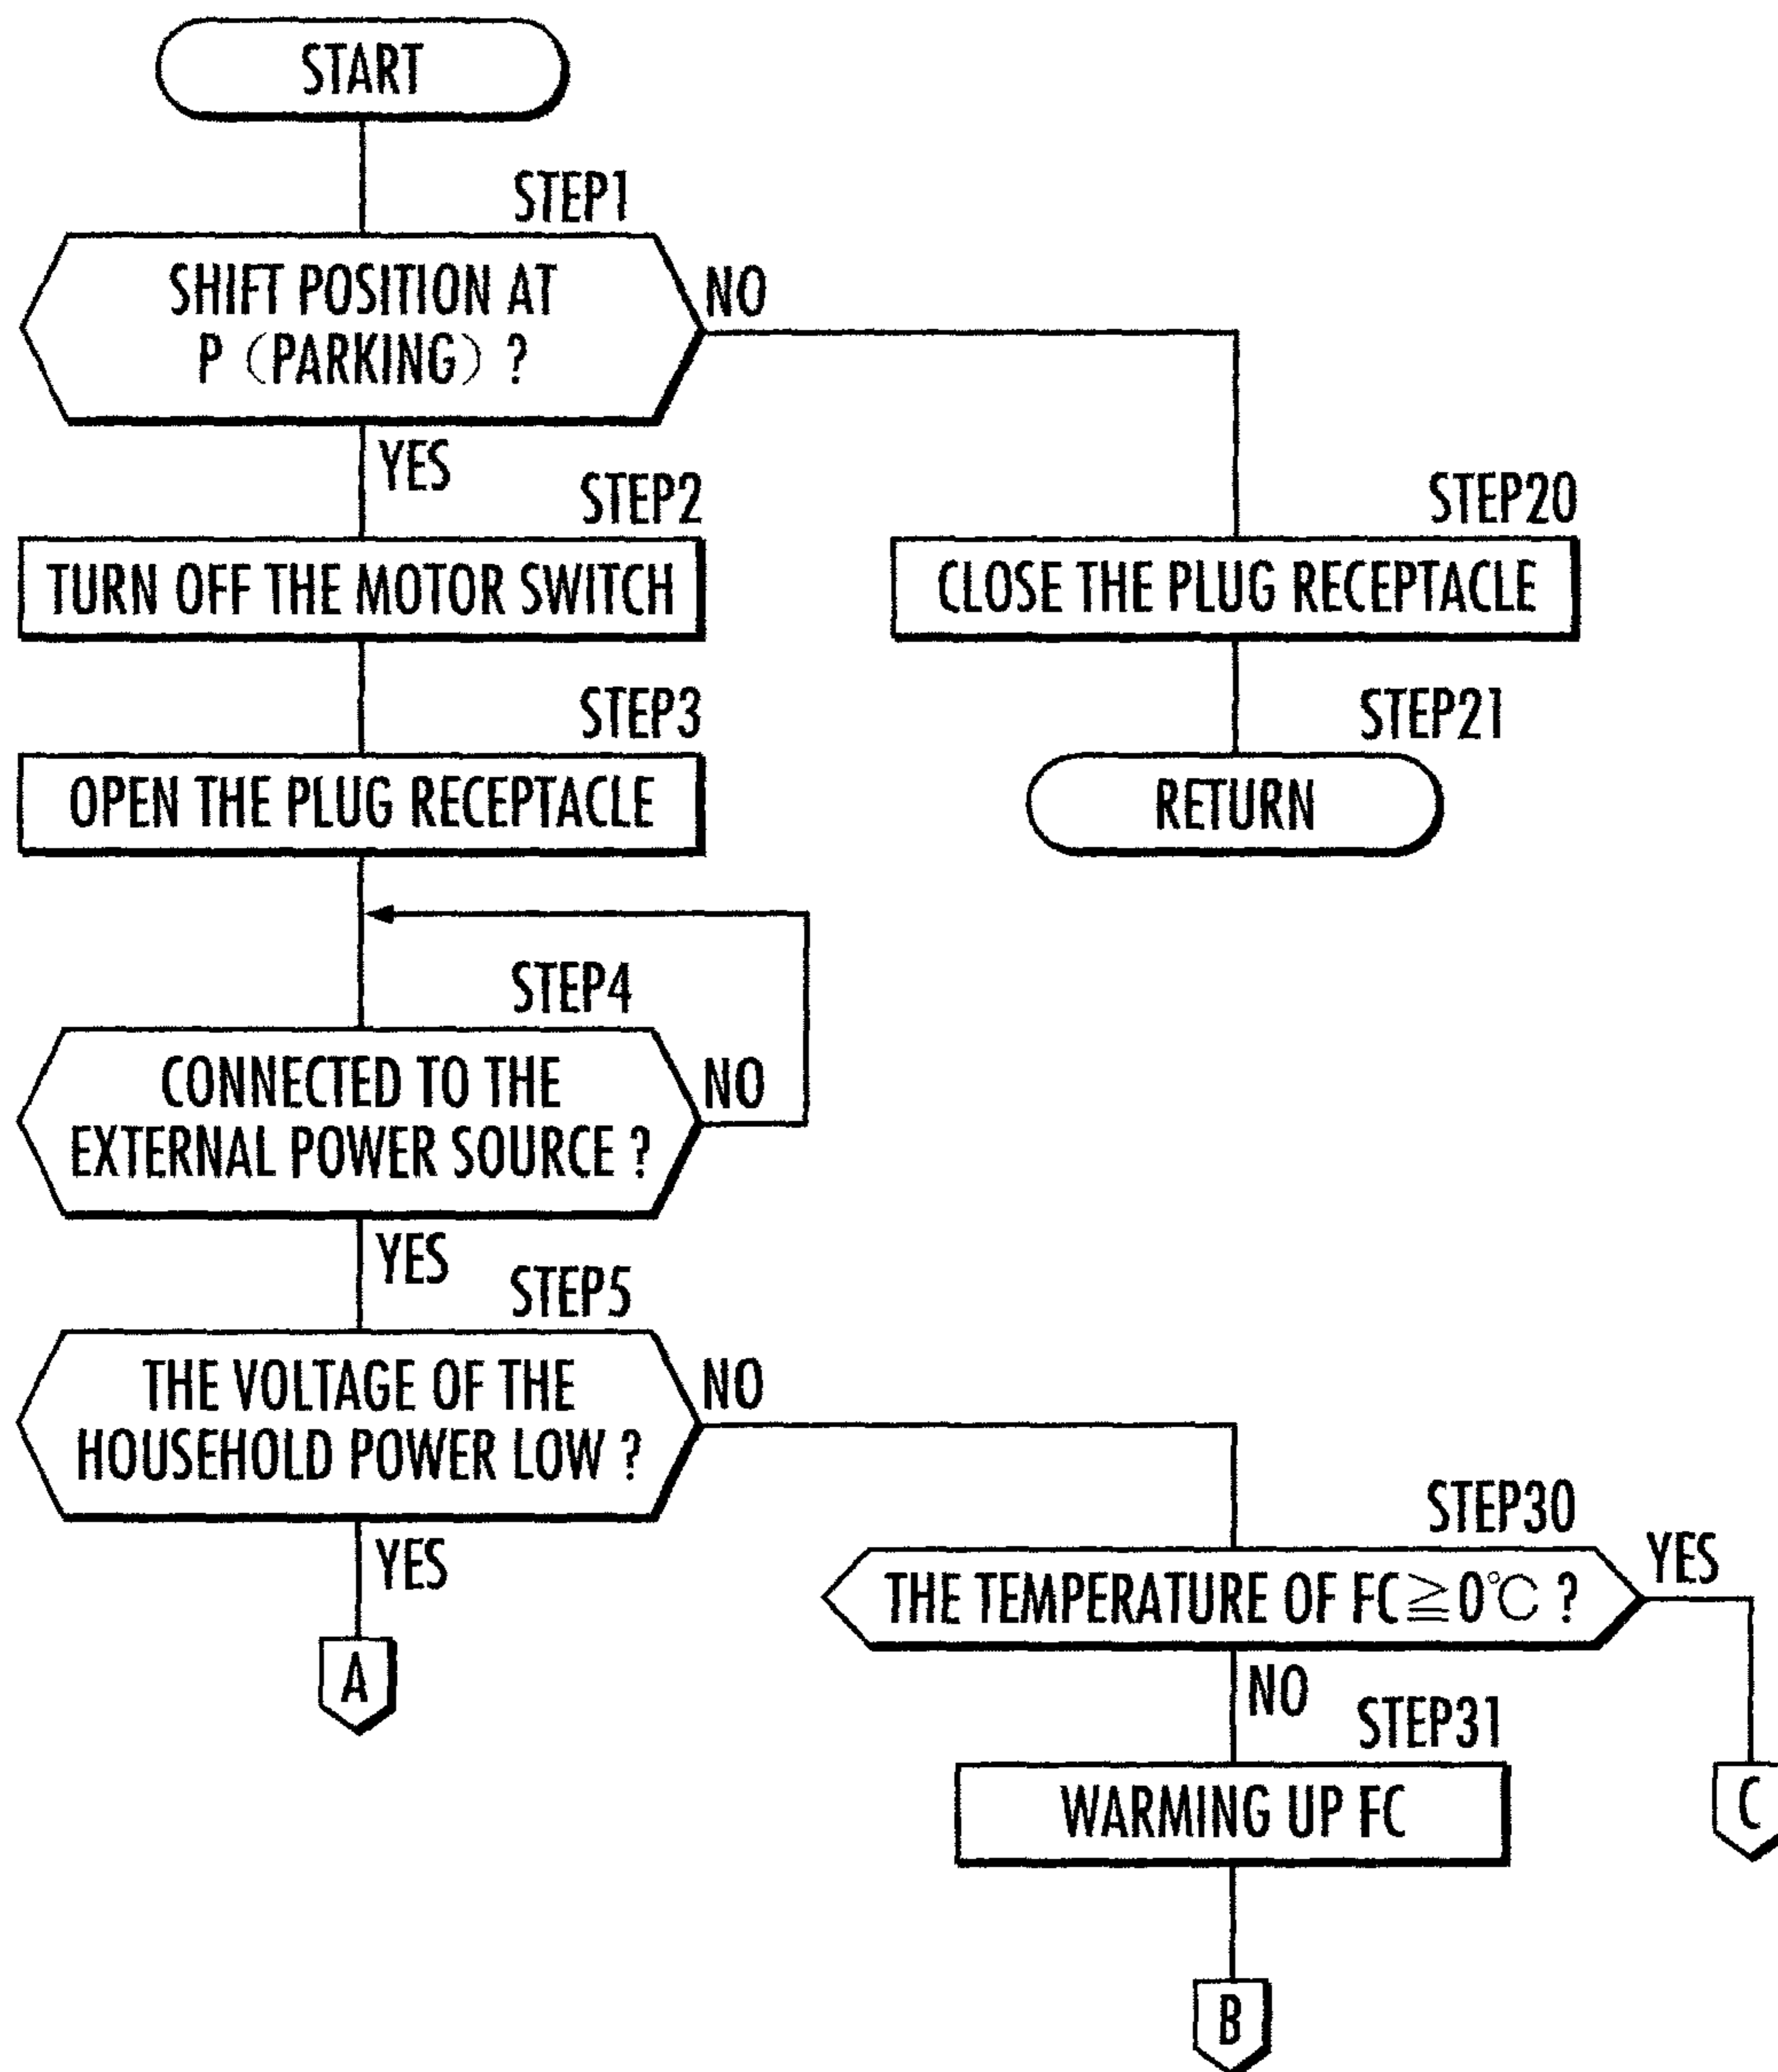 START
STEP1
SHIFT POSITION AT
P (PARKING) ?
NO
YES
STEP2
TURN OFF THE MOTOR SWITCH
STEP20
CLOSE THE PLUG RECEPTACLE
STEP3
OPEN THE PLUG RECEPTACLE
STEP21
RETURN
STEP4
CONNECTED TO THE
EXTERNAL POWER SOURCE ?
NO
YES
STEP5
THE VOLTAGE OF THE
HOUSEHOLD POWER LOW ?
NO
YES
A
STEP30
THE TEMPERATURE OF FC≧0℃ ?
YES
NO
STEP31
WARMING UP FC
C
B